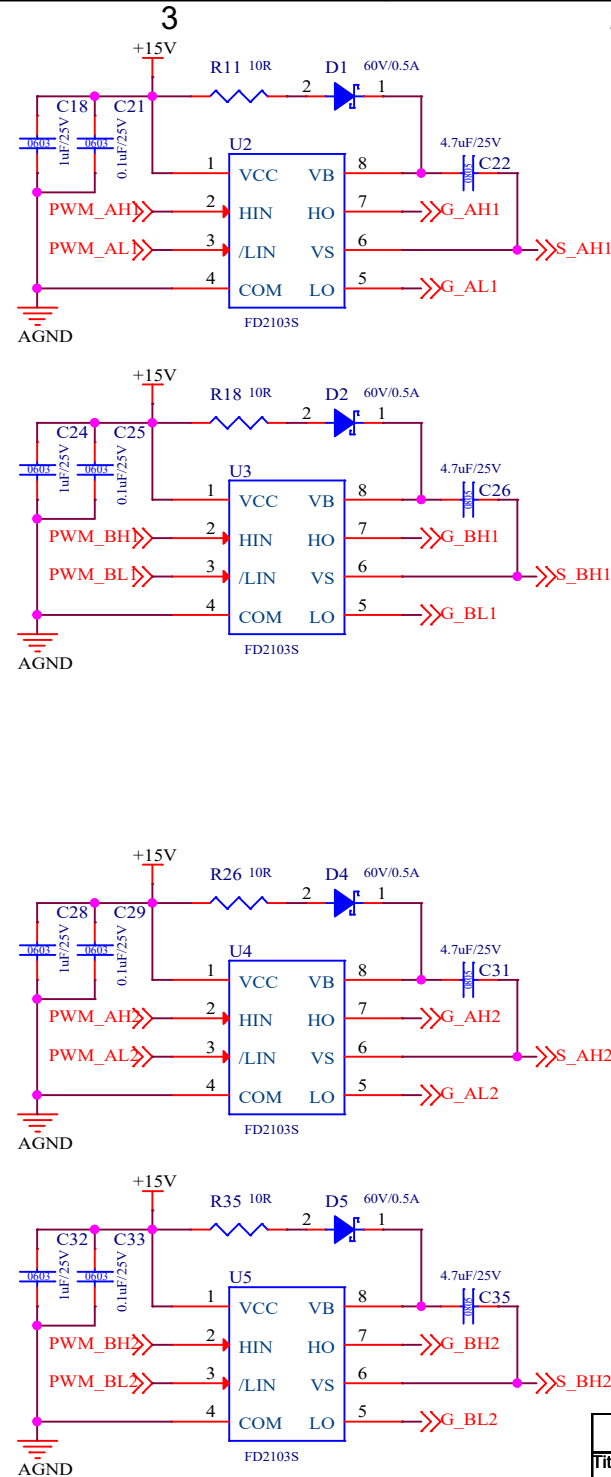 3
+15V
R11 10R D1 60V/0.5A
2 1
C18 C21
0603 0603
1uF/25V 0.1uF/25V
U2
4.7uF/25V
0805 C22
1 VCC VB 8
PWM_AH1 2 HIN HO 7 G_AH1
PWM_AL1 3 /LIN VS 6 S_AH1
4 COM LO 5 G_AL1
FD2103S
AGND
+15V
R18 10R D2 60V/0.5A
2 1
C24 C25
0603 0603
1uF/25V 0.1uF/25V
U3
4.7uF/25V
0805 C26
1 VCC VB 8
PWM_BH1 2 HIN HO 7 G_BH1
PWM_BL1 3 /LIN VS 6 S_BH1
4 COM LO 5 G_BL1
FD2103S
AGND
+15V
R26 10R D4 60V/0.5A
2 1
C28 C29
0603 0603
1uF/25V 0.1uF/25V
U4
4.7uF/25V
0805 C31
1 VCC VB 8
PWM_AH2 2 HIN HO 7 G_AH2
PWM_AL2 3 /LIN VS 6 S_AH2
4 COM LO 5 G_AL2
FD2103S
AGND
+15V
R35 10R D5 60V/0.5A
2 1
C32 C33
0603 0603
1uF/25V 0.1uF/25V
U5
4.7uF/25V
0805 C35
1 VCC VB 8
PWM_BH2 2 HIN HO 7 G_BH2
PWM_BL2 3 /LIN VS 6 S_BH2
4 COM LO 5 G_BL2
FD2103S
AGND